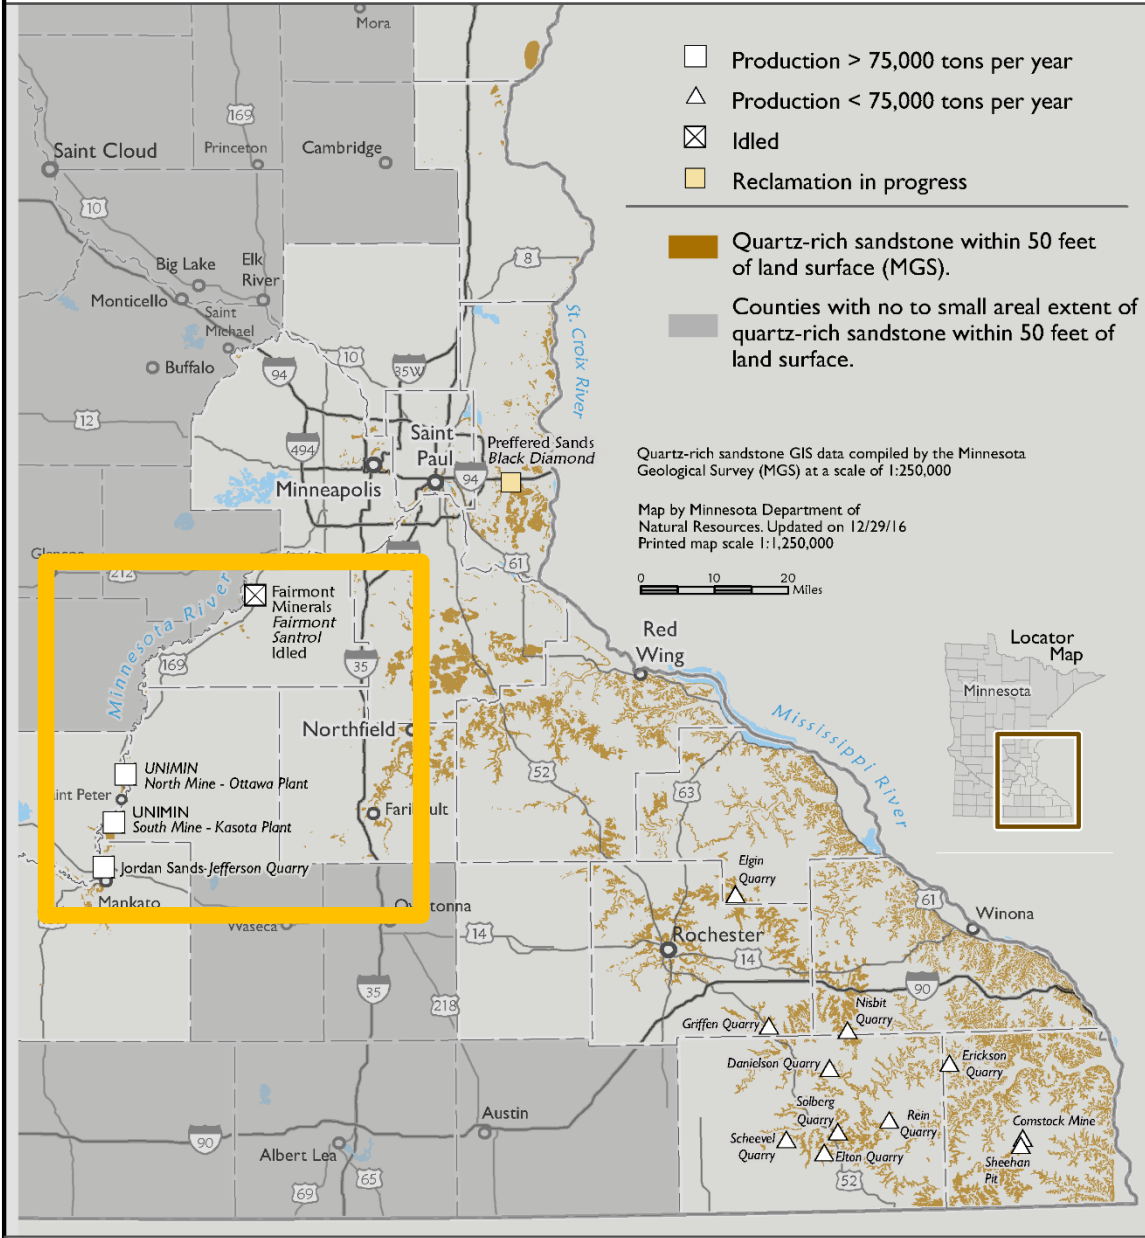 Mora
169
Saint Cloud
Princeton
Cambridge
10
Big Lake
Elk
River
Monticello
Saint
Michael
Buffalo
8
St. Croix River
10
94
35W
12
494
Saint
Paul
Minneapolis
94
Preffered Sands
Black Diamond
Production > 75,000 tons per year
Production < 75,000 tons per year
Idled
Reclamation in progress
Quartz-rich sandstone within 50 feet
of land surface (MGS).
Counties with no to small areal extent of
quartz-rich sandstone within 50 feet of
land surface.
Quartz-rich sandstone GIS data compiled by the Minnesota
Geological Survey (MGS) at a scale of 1:250,000
Map by Minnesota Department of
Natural Resources. Updated on 12/29/16
Printed map scale 1:1,250,000
0 10 20
Miles
Locator
Map
Minnesota
212
61
Minnesota River
Fairmont
Minerals
Fairmont
Santrol
Idled
169
35
Northfield
Red
Wing
Mississippi River
52
63
UNIMIN
North Mine - Ottawa Plant
int Peter
UNIMIN
South Mine - Kasota Plant
Jordan Sands-Jefferson Quarry
Mankato
Waseca
14
35
218
Elgin
Quarry
Rochester
14
61
Winona
90
Griffen Quarry
Nisbit
Quarry
Danielson Quarry
Erickson
Quarry
Solberg
Quarry
Rein
Quarry
Scheevel
Quarry
Elton Quarry
Comstock Mine
Sheehan
Pit
52
90
Albert Lea
Austin
69
65